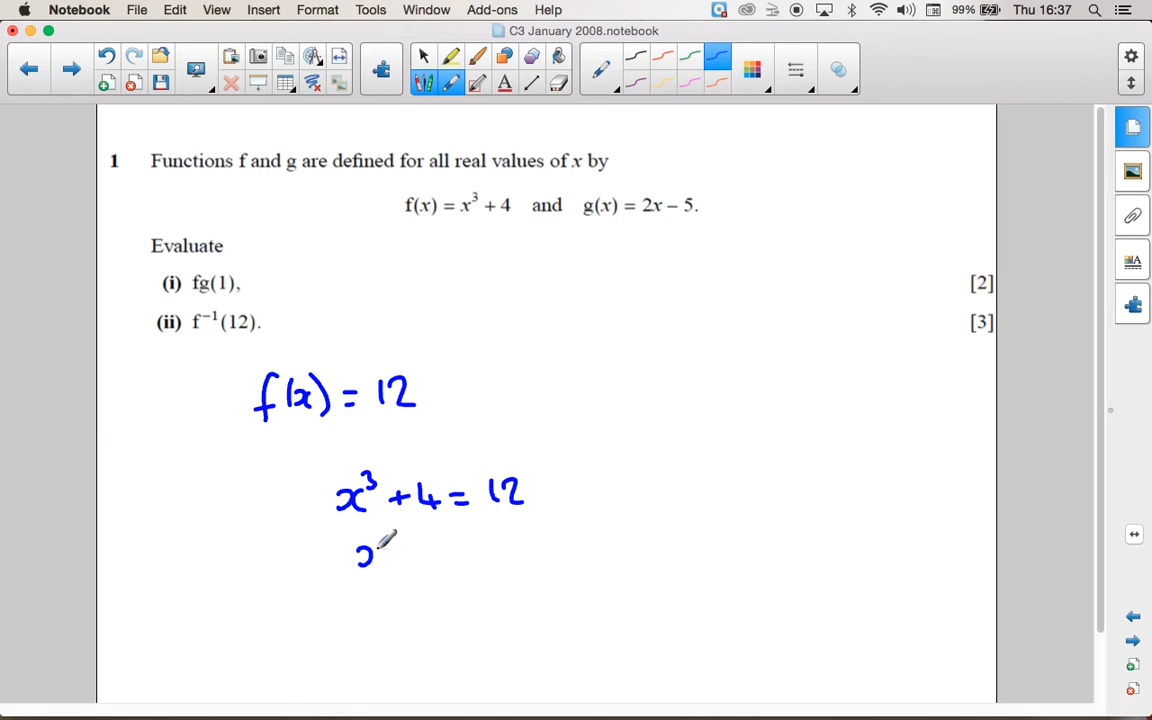 Notebook File Edit View Insert Format Tools Window Add-ons Help 99% Thu 16:37
C3 January 2008.notebook
1 Functions f and g are defined for all real values of x by
f(x) = x³ + 4 and g(x) = 2x – 5.
Evaluate
(i) fg(1), [2]
(ii) f⁻¹(12). [3]
f(x) = 12
x³ + 4 = 12